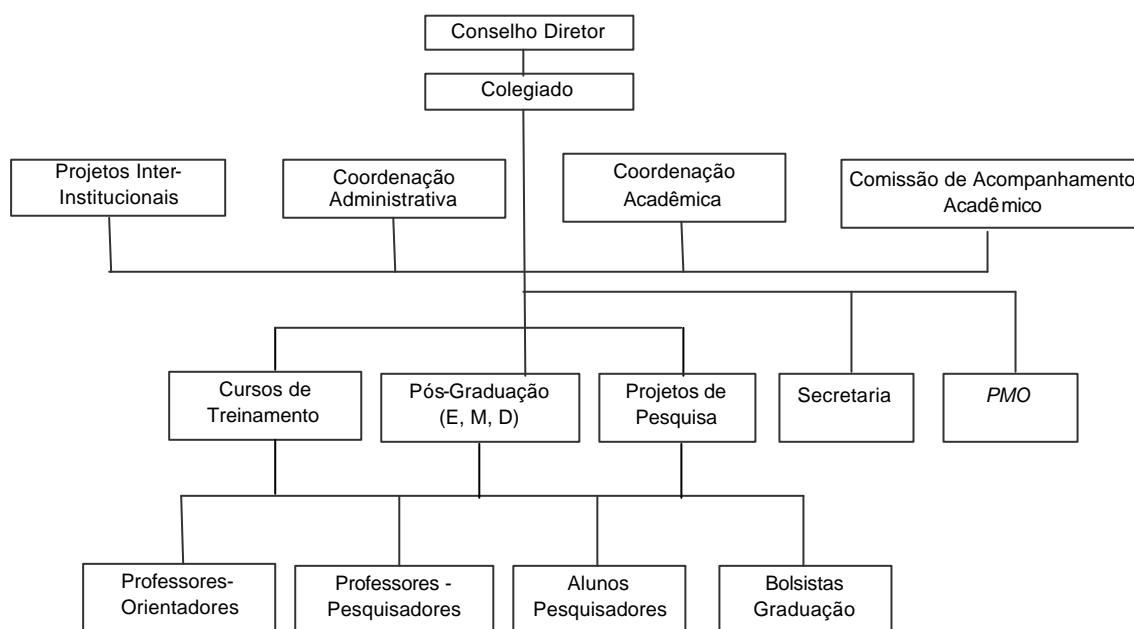 Conselho Diretor
Colegiado
Projetos Inter-
Institucionais
Coordenação
Administrativa
Coordenação
Acadêmica
Comissão de Acompanhamento
Acadêmico
Cursos de
Treinamento
Pós-Graduação
(E, M, D)
Projetos de
Pesquisa
Secretaria
PMO
Professores-
Orientadores
Professores -
Pesquisadores
Alunos
Pesquisadores
Bolsistas
Graduação